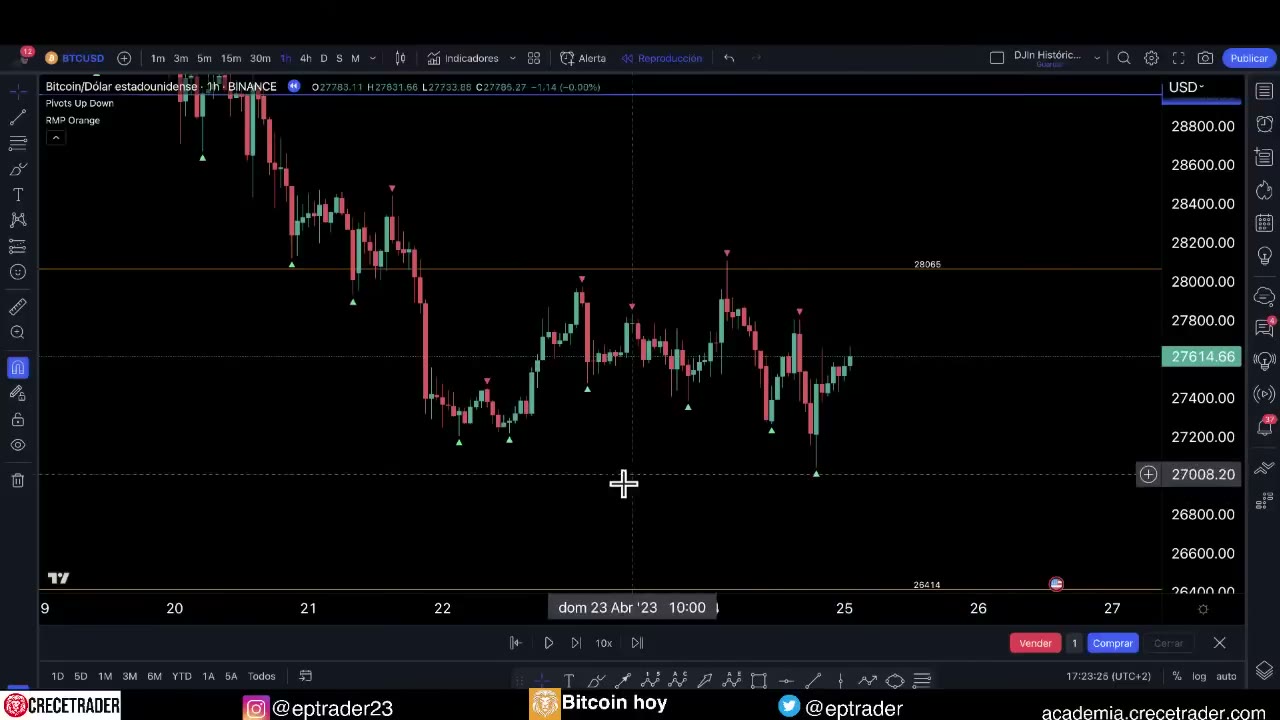 12
BTCUSD
1m 3m 5m 15m 30m 1h 4h D S M
Indicadores
Alerta
Reproducción
DJIn Históric...
Guardar
Publicar
Bitcoin/Dólar estadounidense · 1h · BINANCE
O27783.11 H27831.66 L27733.88 C27785.27 -1.14 (-0.00%)
USD
Pivots Up Down
RMP Orange
28800.00
28600.00
28400.00
28200.00
28065
28000.00
27800.00
27614.66
27400.00
27200.00
27008.20
26800.00
26600.00
26414
26400.00
4
37
9
20
21
22
dom 23 Abr '23 10:00
25
26
27
10x
Vender
1
Comprar
Cerrar
1D 5D 1M 3M 6M YTD 1A 5A Todos
17:23:25 (UTC+2)
% log auto
CRECETRADER
@eptrader23
Bitcoin hoy
@eptrader
academia.crecetrader.com